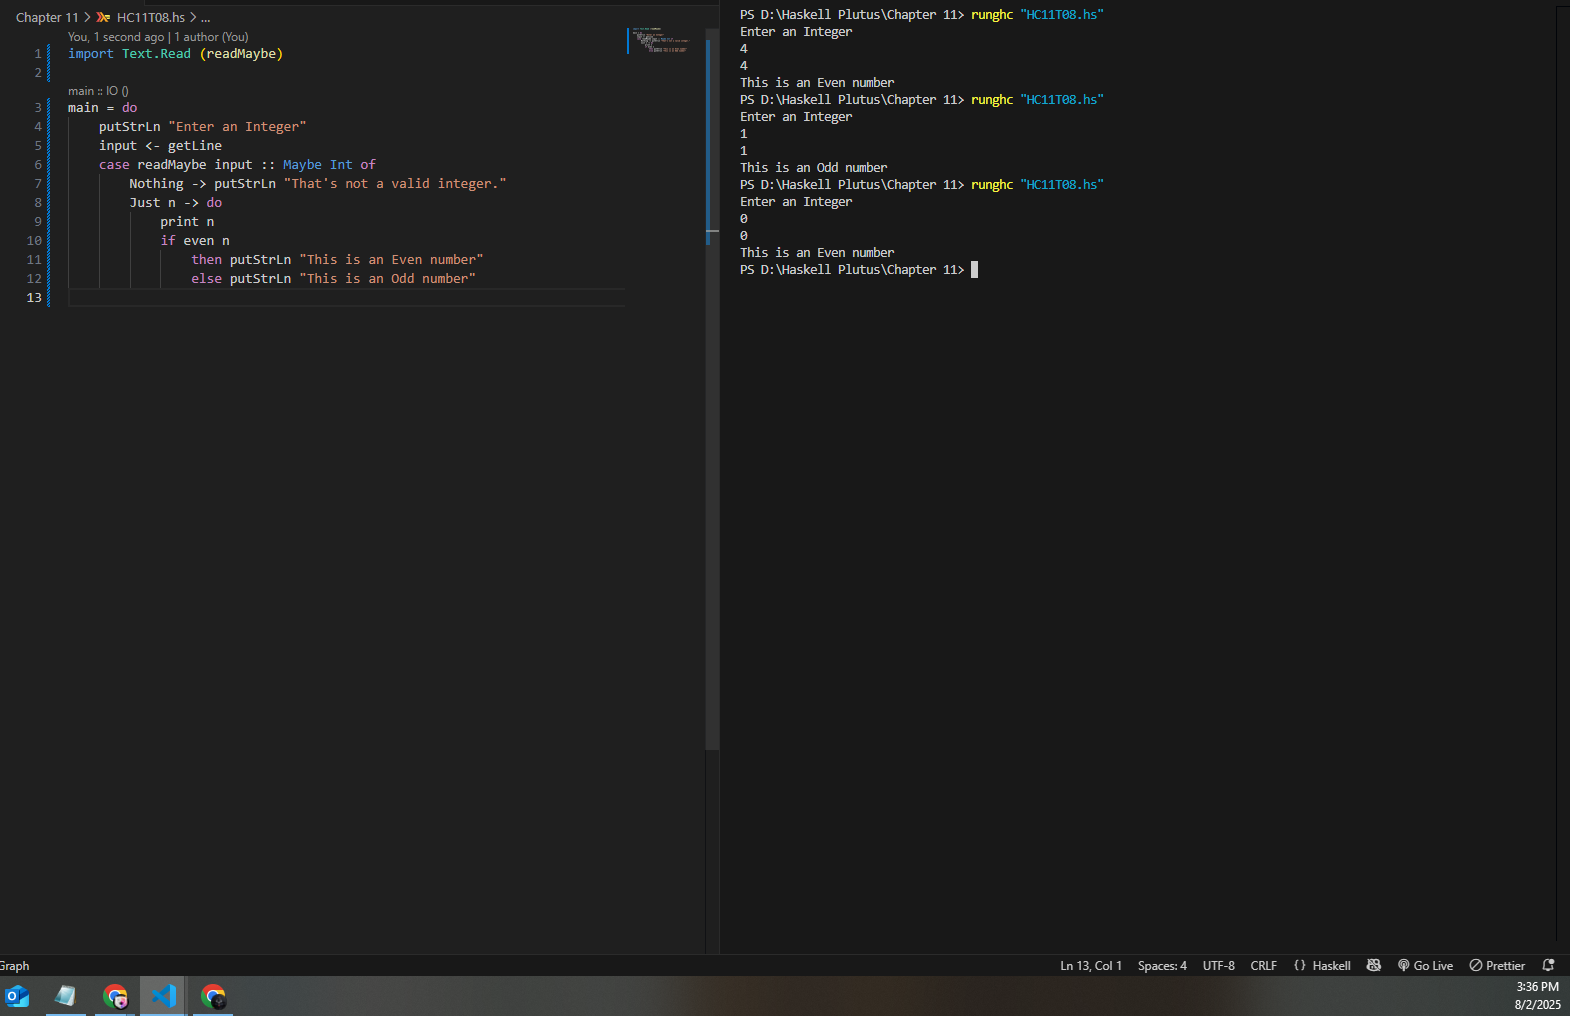 Chapter 11 > HC11T08.hs > ...
You, 1 second ago | 1 author (You)
1 import Text.Read (readMaybe)
2
main :: IO ()
3 main = do
4     putStrLn "Enter an Integer"
5     input <- getLine
6     case readMaybe input :: Maybe Int of
7         Nothing -> putStrLn "That's not a valid integer."
8         Just n -> do
9             print n
10             if even n
11                 then putStrLn "This is an Even number"
12                 else putStrLn "This is an Odd number"
13
PS D:\Haskell Plutus\Chapter 11> runghc "HC11T08.hs"
Enter an Integer
4
4
This is an Even number
PS D:\Haskell Plutus\Chapter 11> runghc "HC11T08.hs"
Enter an Integer
1
1
This is an Odd number
PS D:\Haskell Plutus\Chapter 11> runghc "HC11T08.hs"
Enter an Integer
0
0
This is an Even number
PS D:\Haskell Plutus\Chapter 11>
Graph Ln 13, Col 1 Spaces: 4 UTF-8 CRLF {} Haskell Go Live Prettier
3:36 PM
8/2/2025